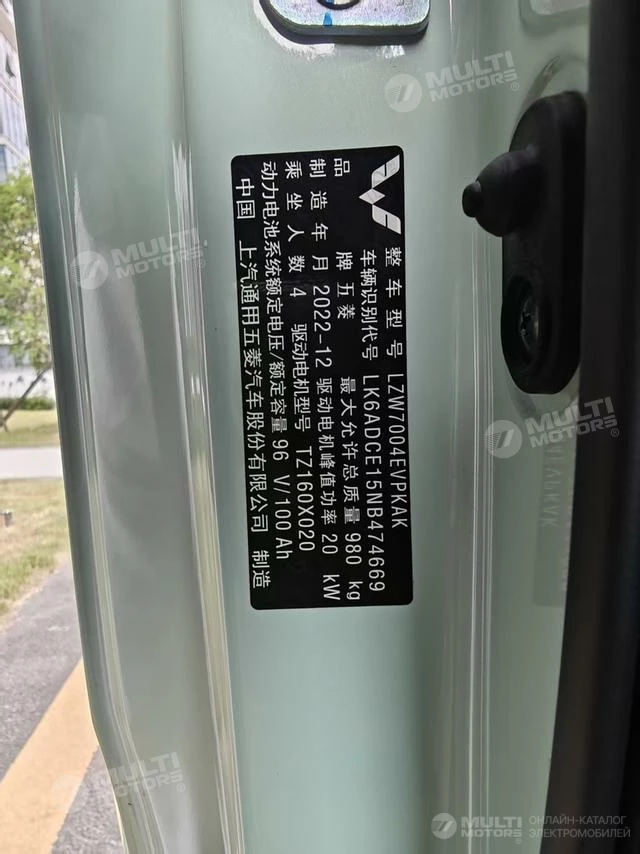 整车型号 LZW7004EVPKAK
车辆识别代号 LK6ADCE15NB474669
品 牌 五菱 最大允许总质量 980 kg
制造年月 2022-12 驱动电机峰值功率 20 kW
乘坐人数 4 驱动电机型号 TZ160X020
动力电池系统额定电压/额定容量 96 V/100 Ah
中国 上汽通用五菱汽车股份有限公司 制造
MULTI
MOTORS®
MULTI
MOTORS®
MULTI
MOTORS®
MULTI
MOTORS®
MULTI
MOTORS®
ОНЛАЙН-КАТАЛОГ
ЭЛЕКТРОМОБИЛЕЙ